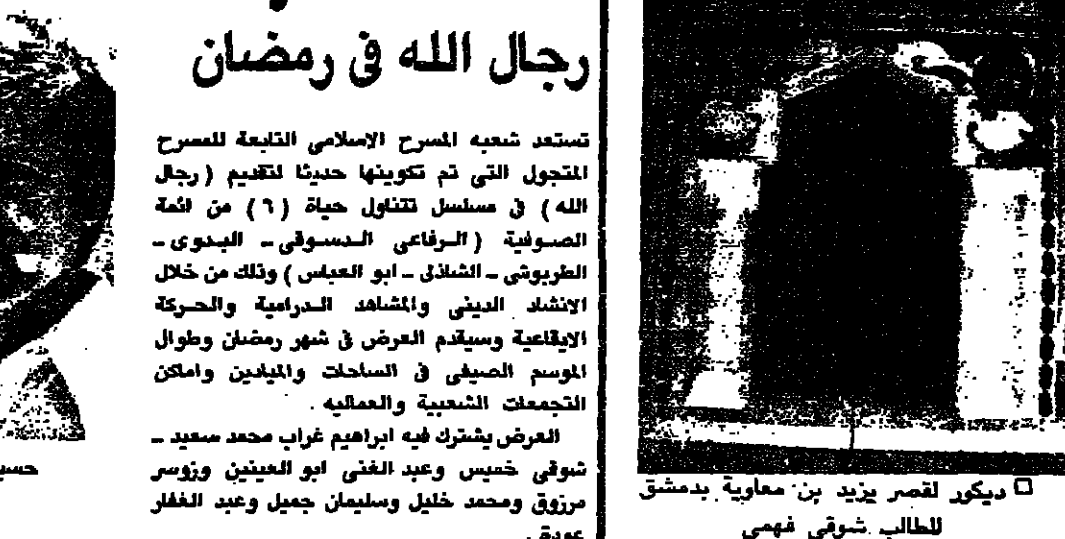 رجال الله فى رمضان
تستعد شعبه المسرح الاسلامى التابعة للمسرح
المتجول التى تم تكوينها حديثا لتقديم ( رجال
الله ) فى مسلسل تتناول حياة ( ٦ ) من ائمة
الصوفية ( الرفاعى الدسوقى ـ البدوى ـ
الطربوشى ـ الشاذلى ـ ابو العباس ) وذلك من خلال
الانشاد الدينى والمشاهد الدرامية والحركة
الايقاعية وسيقدم العرض فى شهر رمضان وطوال
الموسم الصيفى فى الساحات والميادين واماكن
التجمعات الشعبية والعماليه .
العرض يشترك فيه ابراهيم غراب محمد سعيد ـ
شوقى خميس وعبد الغنى ابو العينين وزوسر
مرزوق ومحمد خليل وسليمان جميل وعبد الغفار
عودة .
□ ديكور لقصر يزيد بن معاوية بدمشق
للطالب شوقى فهمى